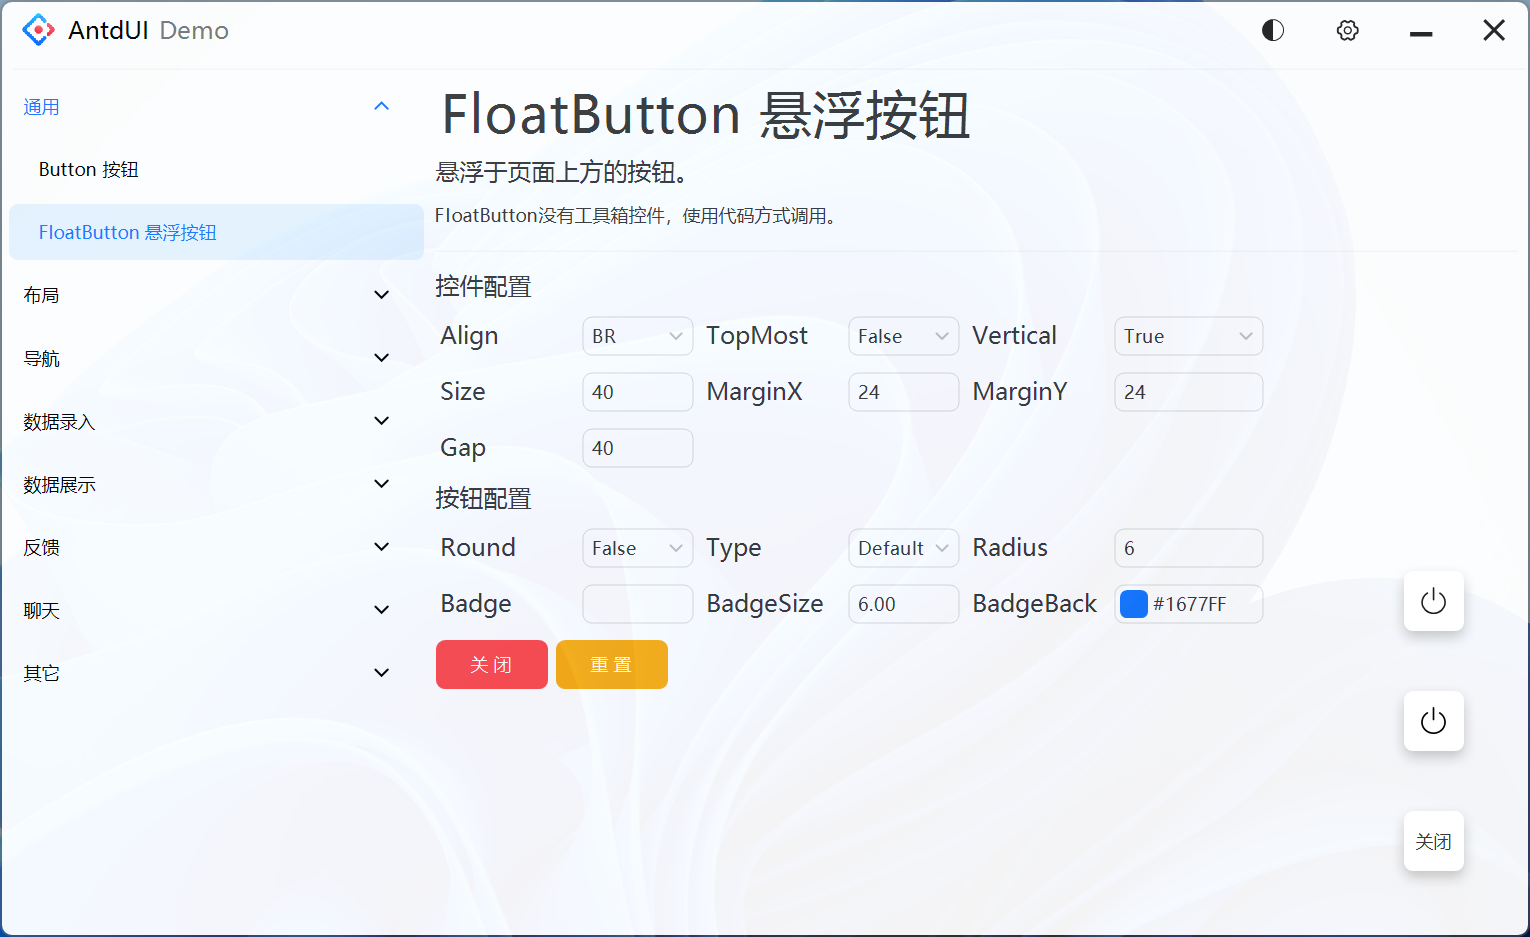 AntdUI Demo
通用
Button 按钮
FloatButton 悬浮按钮
布局
导航
数据录入
数据展示
反馈
聊天
其它
FloatButton 悬浮按钮
悬浮于页面上方的按钮。
FloatButton没有工具箱控件，使用代码方式调用。
控件配置
Align BR TopMost False Vertical True
Size 40 MarginX 24 MarginY 24
Gap 40
按钮配置
Round False Type Default Radius 6
Badge BadgeSize 6.00 BadgeBack #1677FF
关闭 重置
关闭